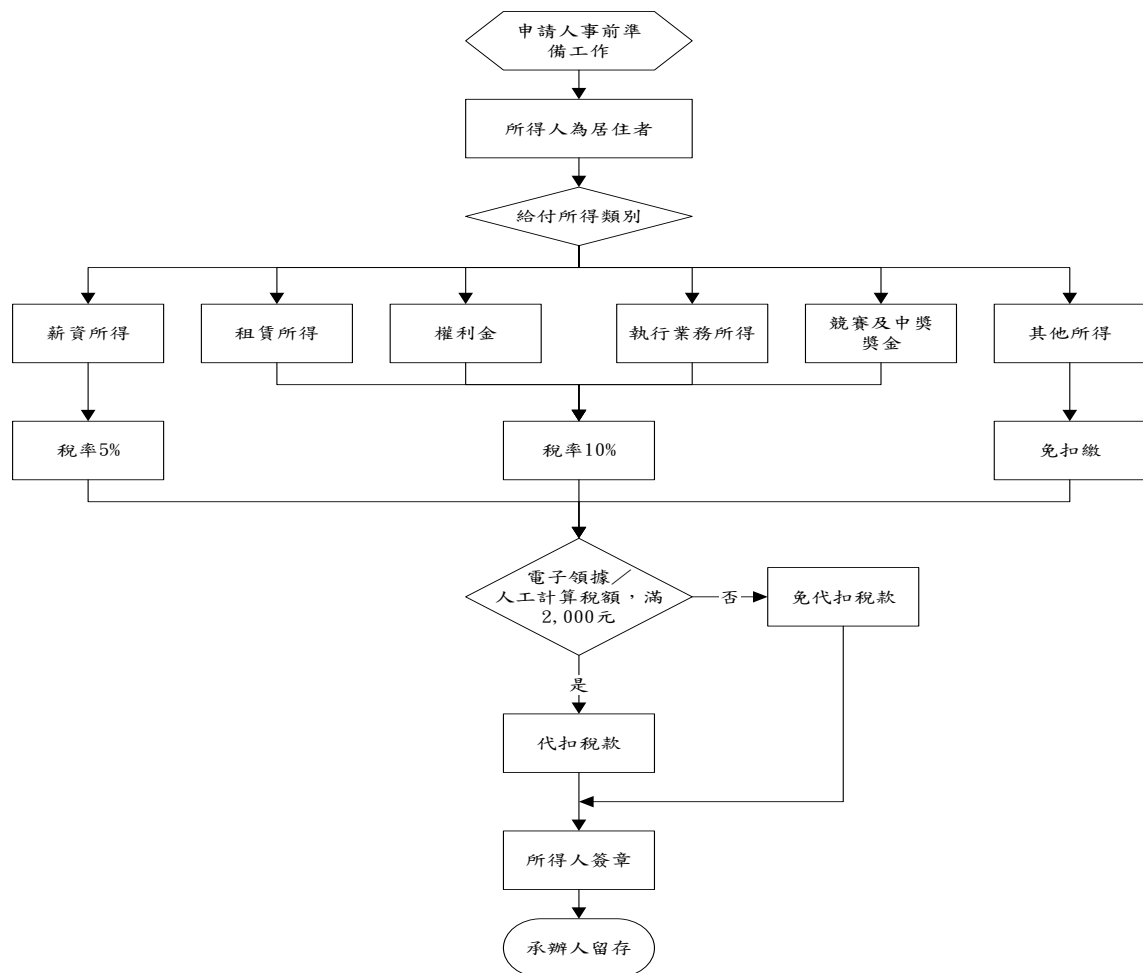 申請人事前準
備工作
所得人為居住者
給付所得類別
薪資所得
租賃所得
權利金
執行業務所得
競賽及中獎
獎金
其他所得
稅率5%
稅率10%
免扣繳
電子領據／
人工計算稅額，滿
2,000元
否
免代扣稅款
是
代扣稅款
所得人簽章
承辦人留存